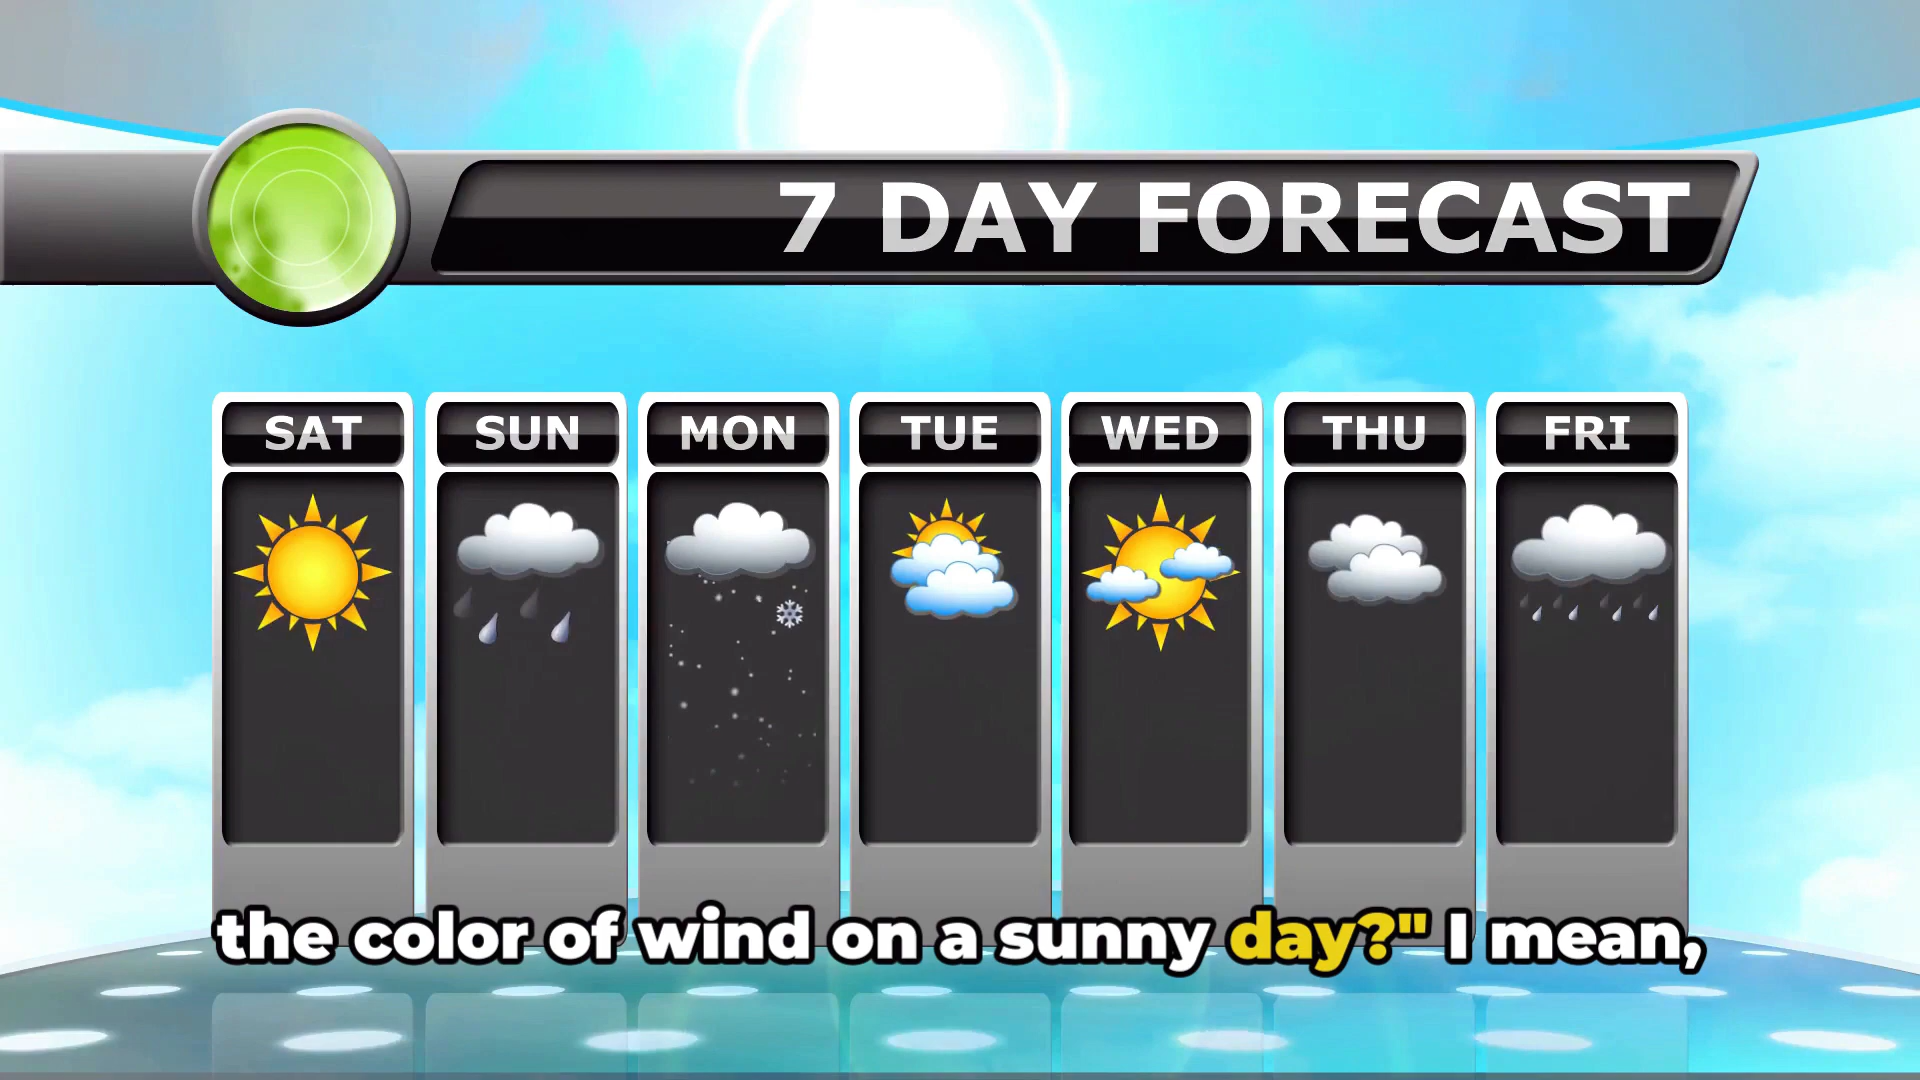 7 DAY FORECAST
SAT SUN MON TUE WED THU FRI
the color of wind on a sunny day?" I mean,